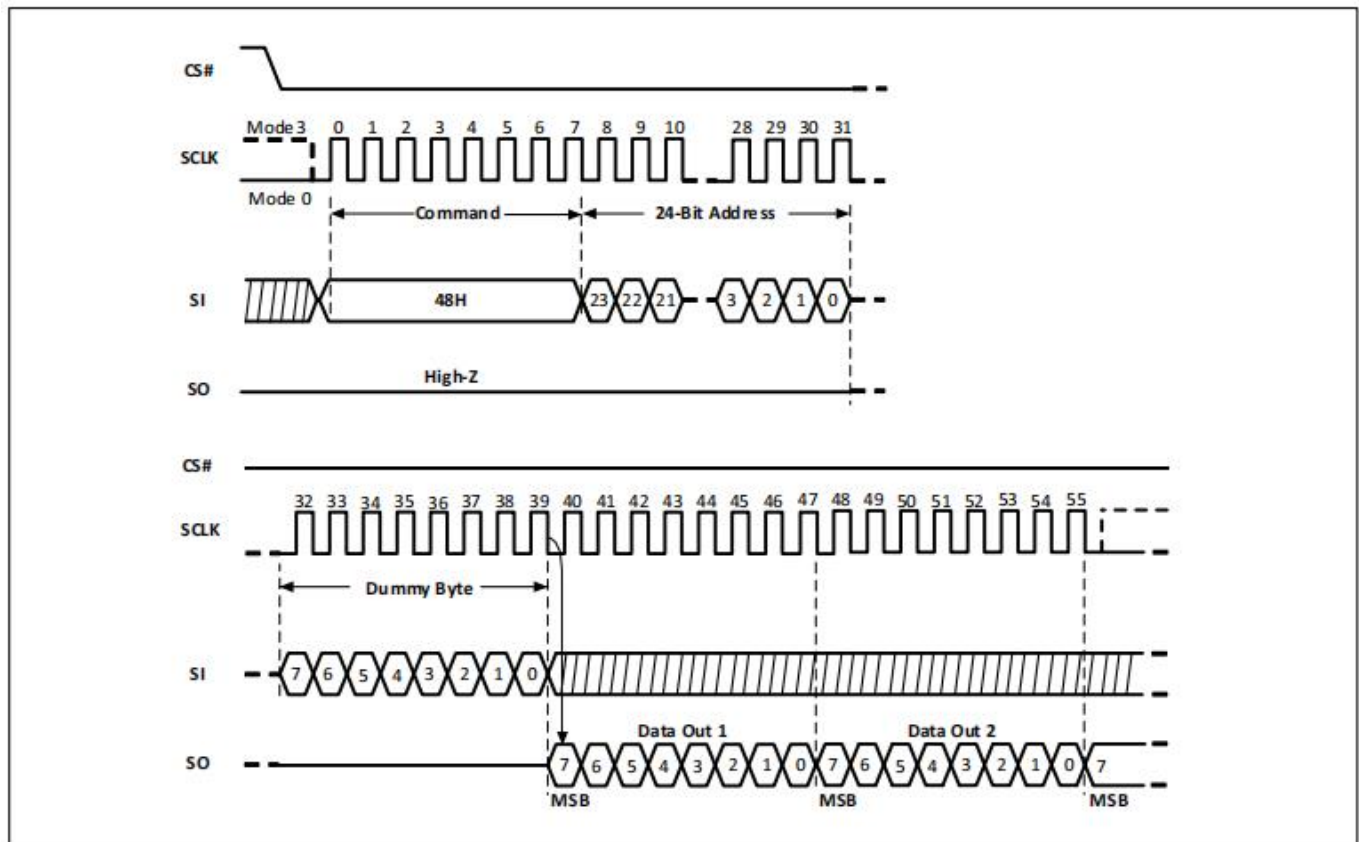 CS#
Mode 3 0 1 2 3 4 5 6 7 8 9 10 28 29 30 31
SCLK
Mode 0
Command 24-Bit Address
SI 48H 23 22 21 3 2 1 0
High-Z
SO
CS#
32 33 34 35 36 37 38 39 40 41 42 43 44 45 46 47 48 49 50 51 52 53 54 55
SCLK
Dummy Byte
SI 7 6 5 4 3 2 1 0
Data Out 1 Data Out 2
SO 7 6 5 4 3 2 1 0 7 6 5 4 3 2 1 0 7
MSB MSB MSB